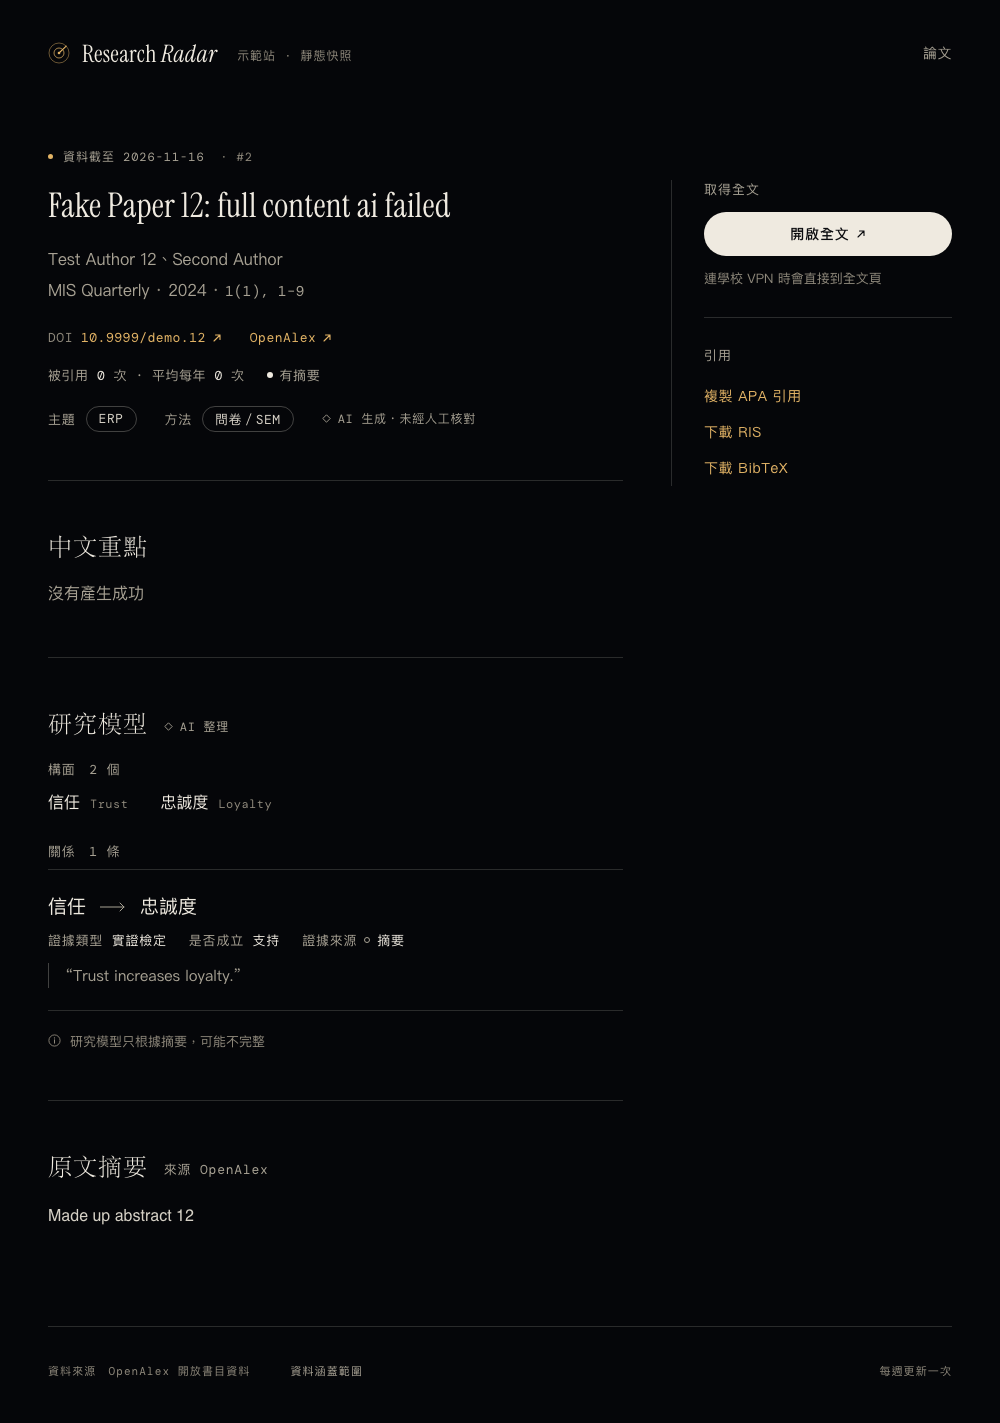 Research Radar 示範站 · 靜態快照
論文
資料截至 2026-11-16 · #2
Fake Paper 12: full content ai failed
Test Author 12、Second Author
MIS Quarterly · 2024 · 1(1), 1-9
DOI 10.9999/demo.12 ↗ OpenAlex ↗
被引用 0 次 · 平均每年 0 次 有摘要
主題 ERP 方法 問卷 / SEM ◇ AI 生成・未經人工核對
取得全文
開啟全文 ↗
連學校 VPN 時會直接到全文頁
引用
複製 APA 引用
下載 RIS
下載 BibTeX
中文重點
沒有產生成功
研究模型 ◇ AI 整理
構面 2 個
信任 Trust 忠誠度 Loyalty
關係 1 條
信任 → 忠誠度
證據類型 實證檢定 是否成立 支持 證據來源 摘要
“Trust increases loyalty.”
研究模型只根據摘要，可能不完整
原文摘要 來源 OpenAlex
Made up abstract 12
資料來源 OpenAlex 開放書目資料 資料涵蓋範圍
每週更新一次